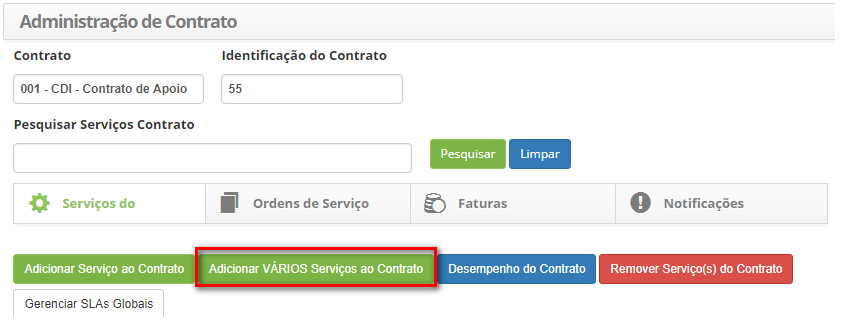 Administração de Contrato
Contrato Identificação do Contrato
001 - CDI - Contrato de Apoio 55
Pesquisar Serviços Contrato
Pesquisar Limpar
Serviços do Ordens de Serviço Faturas Notificações
Adicionar Serviço ao Contrato Adicionar VÁRIOS Serviços ao Contrato Desempenho do Contrato Remover Serviço(s) do Contrato
Gerenciar SLAs Globais